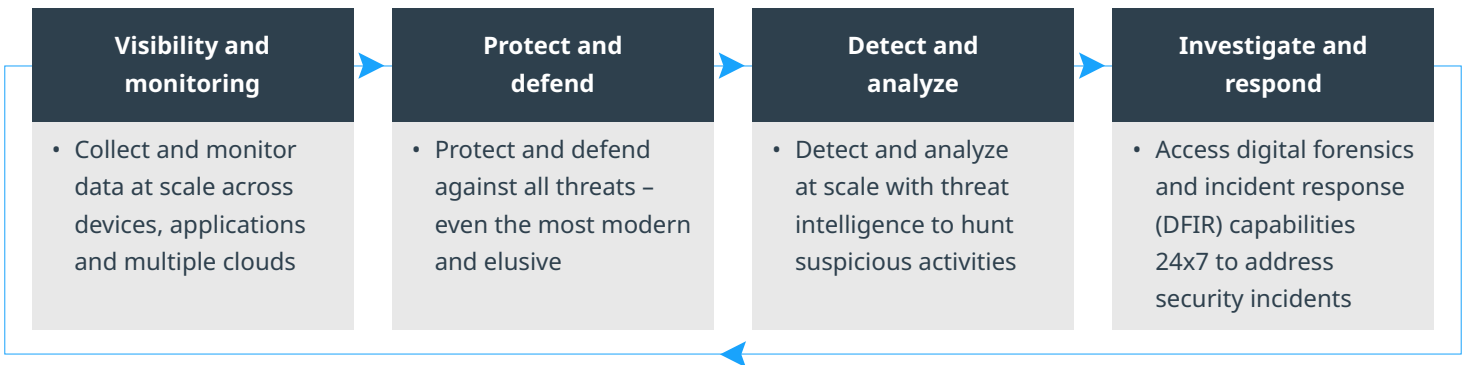 Visibility and
monitoring
• Collect and monitor
data at scale across
devices, applications
and multiple clouds
Protect and
defend
• Protect and defend
against all threats –
even the most modern
and elusive
Detect and
analyze
• Detect and analyze
at scale with threat
intelligence to hunt
suspicious activities
Investigate and
respond
• Access digital forensics
and incident response
(DFIR) capabilities
24x7 to address
security incidents